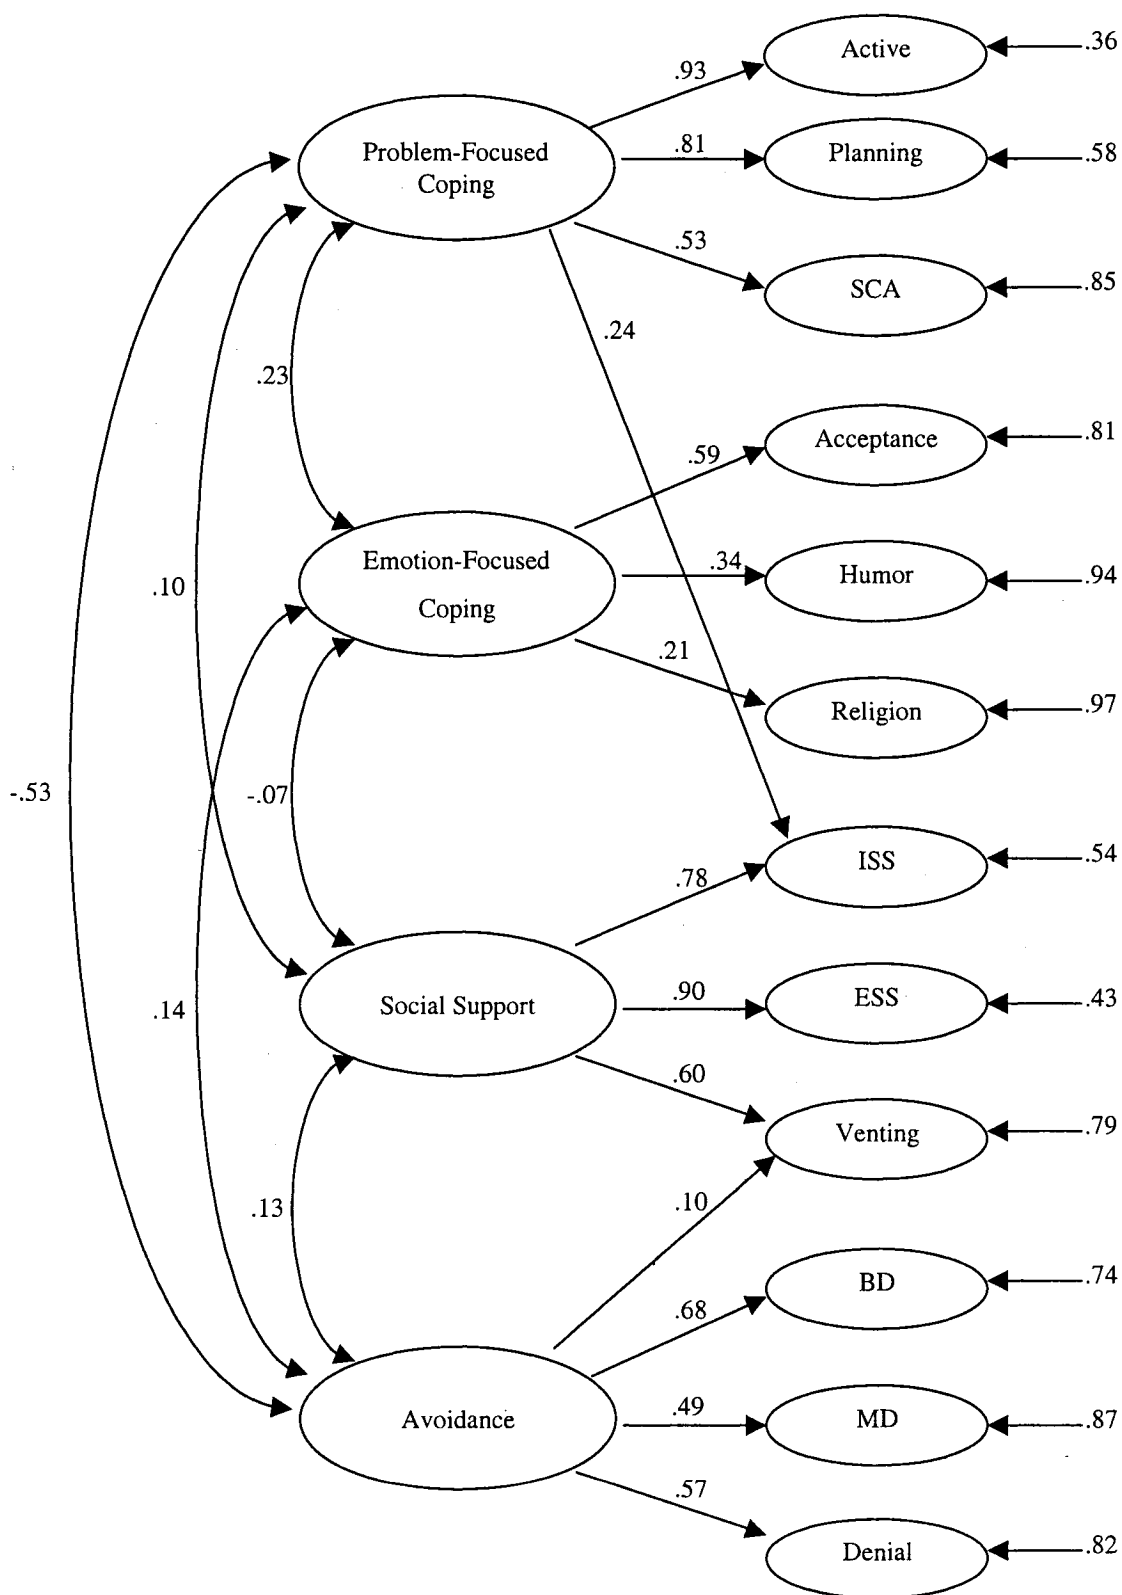 Active
.36
.93
Problem-Focused
Coping
.81
Planning
.58
.53
SCA
.85
.24
.23
Acceptance
.81
.59
Emotion-Focused
Coping
.34
Humor
.94
.10
.21
Religion
.97
-.53
-.07
ISS
.54
.78
Social Support
.90
ESS
.43
.14
.60
Venting
.79
.13
.10
BD
.74
.68
Avoidance
.49
MD
.87
.57
Denial
.82